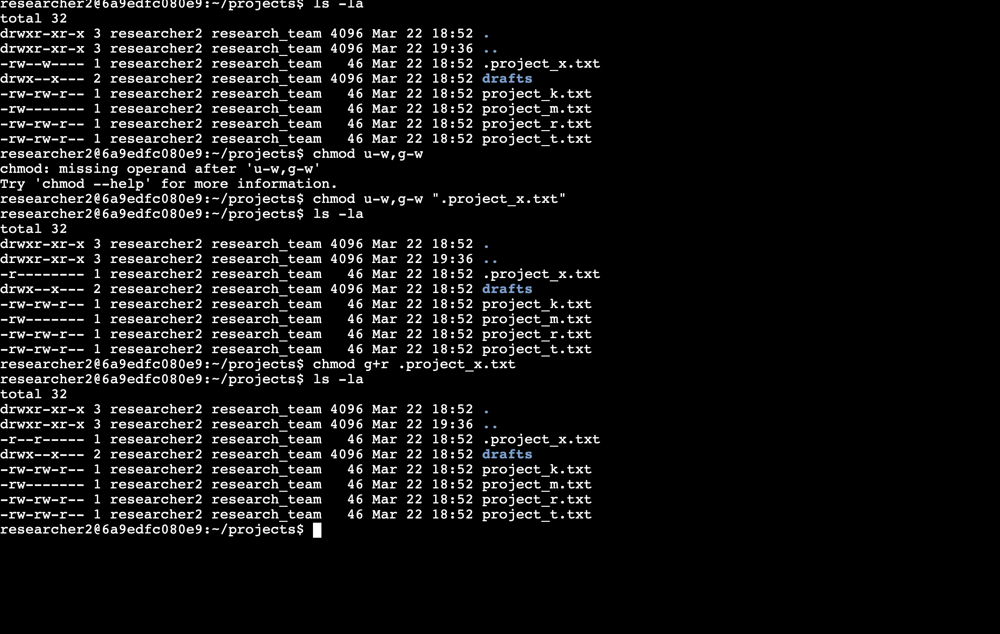 researcher2@6a9edfc080e9:~/projects$ ls -la
total 32
drwxr-xr-x 3 researcher2 research_team 4096 Mar 22 18:52 .
drwxr-xr-x 3 researcher2 research_team 4096 Mar 22 19:36 ..
-rw--w---- 1 researcher2 research_team   46 Mar 22 18:52 .project_x.txt
drwx--x--- 2 researcher2 research_team 4096 Mar 22 18:52 drafts
-rw-rw-r-- 1 researcher2 research_team   46 Mar 22 18:52 project_k.txt
-rw------- 1 researcher2 research_team   46 Mar 22 18:52 project_m.txt
-rw-rw-r-- 1 researcher2 research_team   46 Mar 22 18:52 project_r.txt
-rw-rw-r-- 1 researcher2 research_team   46 Mar 22 18:52 project_t.txt
researcher2@6a9edfc080e9:~/projects$ chmod u-w,g-w
chmod: missing operand after 'u-w,g-w'
Try 'chmod --help' for more information.
researcher2@6a9edfc080e9:~/projects$ chmod u-w,g-w ".project_x.txt"
researcher2@6a9edfc080e9:~/projects$ ls -la
total 32
drwxr-xr-x 3 researcher2 research_team 4096 Mar 22 18:52 .
drwxr-xr-x 3 researcher2 research_team 4096 Mar 22 19:36 ..
-r-------- 1 researcher2 research_team   46 Mar 22 18:52 .project_x.txt
drwx--x--- 2 researcher2 research_team 4096 Mar 22 18:52 drafts
-rw-rw-r-- 1 researcher2 research_team   46 Mar 22 18:52 project_k.txt
-rw------- 1 researcher2 research_team   46 Mar 22 18:52 project_m.txt
-rw-rw-r-- 1 researcher2 research_team   46 Mar 22 18:52 project_r.txt
-rw-rw-r-- 1 researcher2 research_team   46 Mar 22 18:52 project_t.txt
researcher2@6a9edfc080e9:~/projects$ chmod g+r .project_x.txt
researcher2@6a9edfc080e9:~/projects$ ls -la
total 32
drwxr-xr-x 3 researcher2 research_team 4096 Mar 22 18:52 .
drwxr-xr-x 3 researcher2 research_team 4096 Mar 22 19:36 ..
-r--r----- 1 researcher2 research_team   46 Mar 22 18:52 .project_x.txt
drwx--x--- 2 researcher2 research_team 4096 Mar 22 18:52 drafts
-rw-rw-r-- 1 researcher2 research_team   46 Mar 22 18:52 project_k.txt
-rw------- 1 researcher2 research_team   46 Mar 22 18:52 project_m.txt
-rw-rw-r-- 1 researcher2 research_team   46 Mar 22 18:52 project_r.txt
-rw-rw-r-- 1 researcher2 research_team   46 Mar 22 18:52 project_t.txt
researcher2@6a9edfc080e9:~/projects$